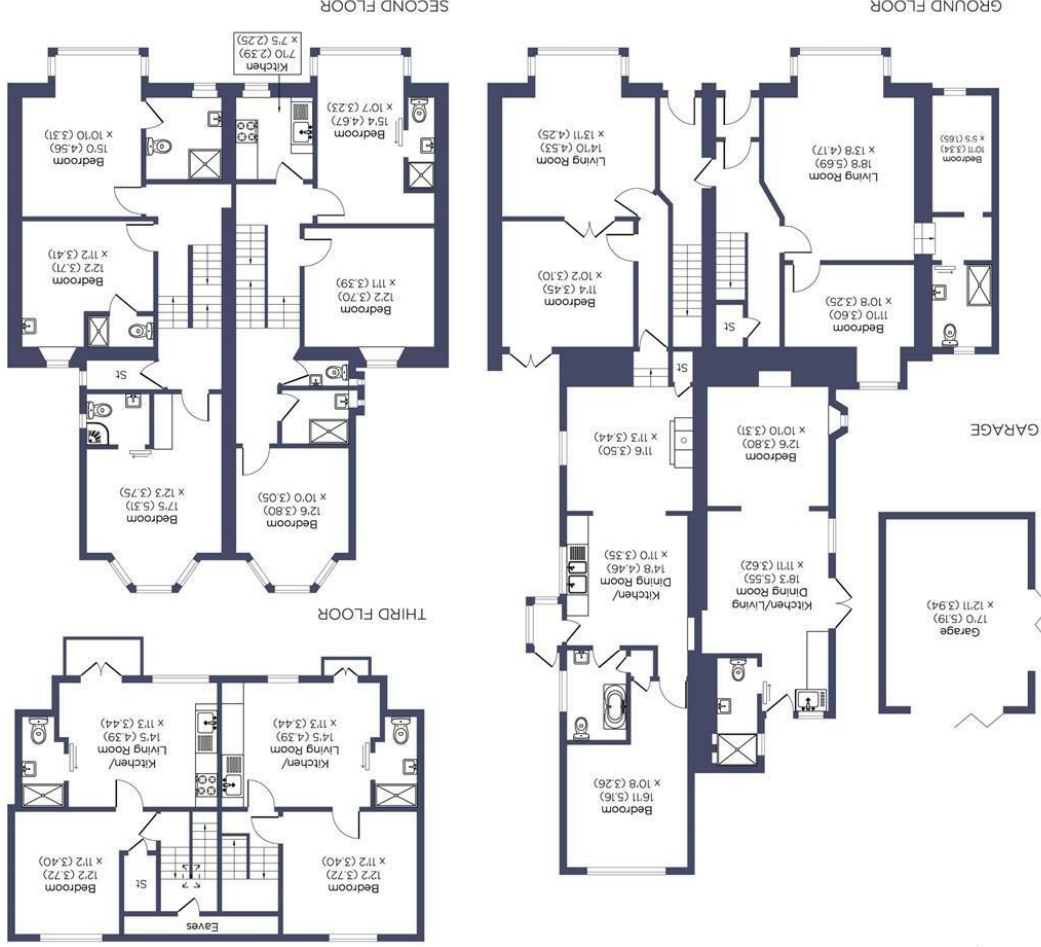 Garage
17'0 (5.19)
x 12'11 (3.94)
GARAGE
Bedroom
16'11 (5.16)
x 10'8 (3.26)
Kitchen/Living
Dining Room
18'3 (5.55)
x 11'11 (3.62)
Kitchen/
Dining Room
14'8 (4.46)
x 11'0 (3.35)
Bedroom
12'6 (3.80)
x 10'10 (3.31)
11'6 (3.50)
x 11'3 (3.44)
St
Bedroom
11'10 (3.60)
x 10'8 (3.25)
St
Bedroom
11'4 (3.45)
x 10'2 (3.10)
Bedroom
10'11 (3.34)
x 5'5 (1.65)
Living Room
18'8 (5.69)
x 13'8 (4.17)
Living Room
14'10 (4.53)
x 13'11 (4.25)
GROUND FLOOR
Eaves
Bedroom
12'2 (3.72)
x 11'2 (3.40)
St
Bedroom
12'2 (3.72)
x 11'2 (3.40)
Kitchen/
Living Room
14'5 (4.39)
x 11'3 (3.44)
Kitchen/
Living Room
14'5 (4.39)
x 11'3 (3.44)
THIRD FLOOR
Bedroom
12'6 (3.80)
x 10'0 (3.05)
Bedroom
17'5 (5.31)
x 12'3 (3.75)
St
Bedroom
12'2 (3.70)
x 11'1 (3.39)
Bedroom
12'2 (3.71)
x 11'2 (3.41)
Bedroom
15'4 (4.67)
x 10'7 (3.23)
Kitchen
7'10 (2.39)
x 7'5 (2.25)
Bedroom
15'0 (4.56)
x 10'10 (3.31)
SECOND FLOOR